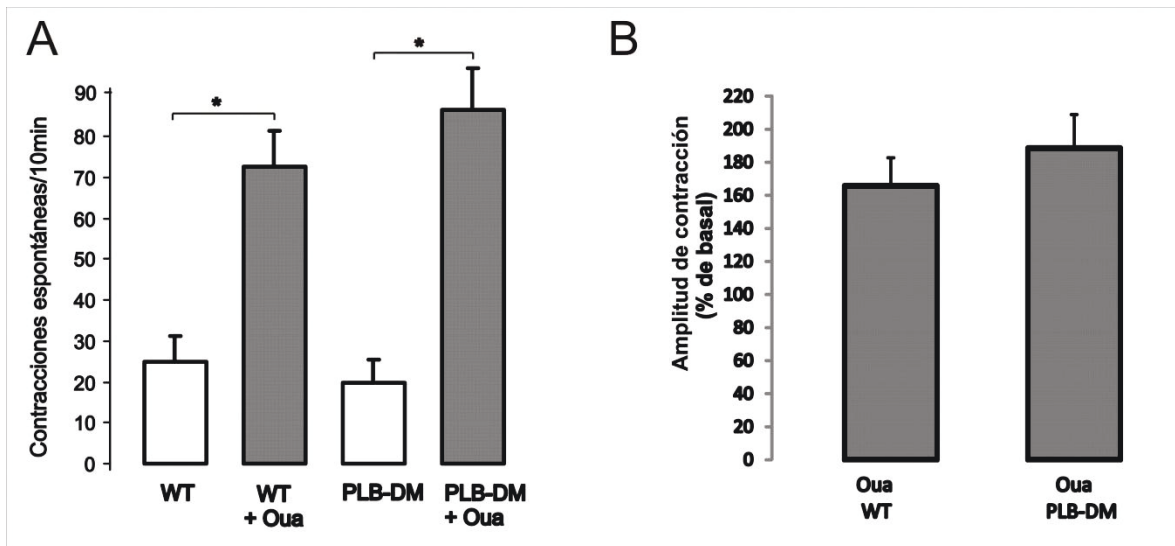 A
Contracciones espontáneas/10min
90
80
70
60
50
40
30
20
10
0
*
*
WT
WT
+ Oua
PLB-DM
PLB-DM
+ Oua
B
Amplitud de contracción
(% de basal)
220
200
180
160
140
120
100
80
60
40
20
0
Oua
WT
Oua
PLB-DM